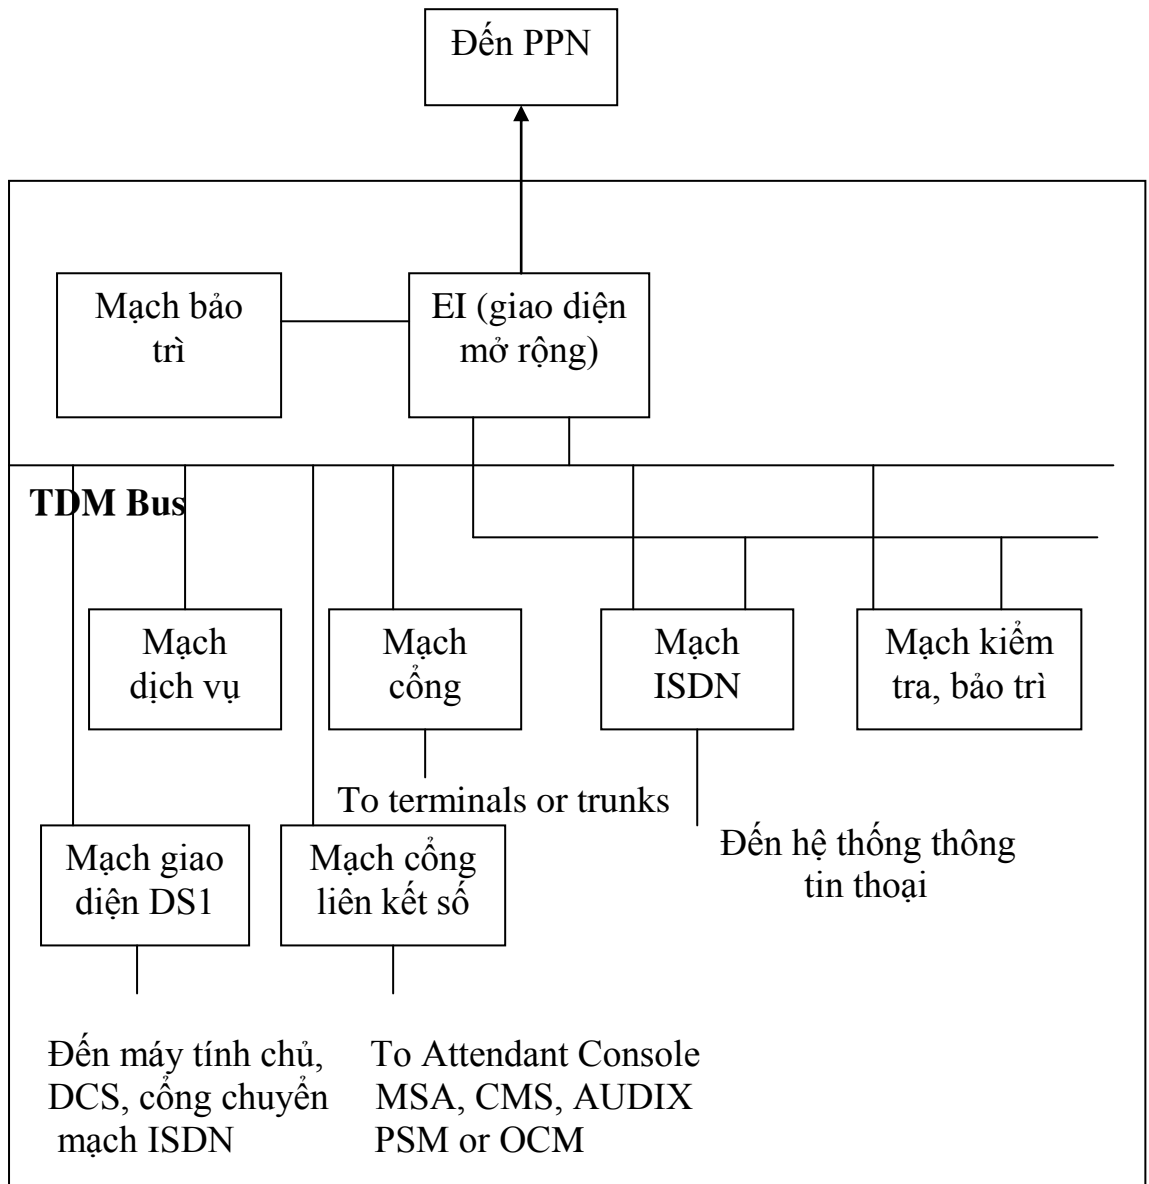 Đến PPN
Mạch bảo
trì
EI (giao diện
mở rộng)
TDM Bus
Mạch
dịch vụ
Mạch
cổng
Mạch
ISDN
Mạch kiểm
tra, bảo trì
To terminals or trunks
Mạch giao
diện DS1
Mạch cổng
liên kết số
Đến hệ thống thông
tin thoại
Đến máy tính chủ,
DCS, cổng chuyển
mạch ISDN
To Attendant Console
MSA, CMS, AUDIX
PSM or OCM